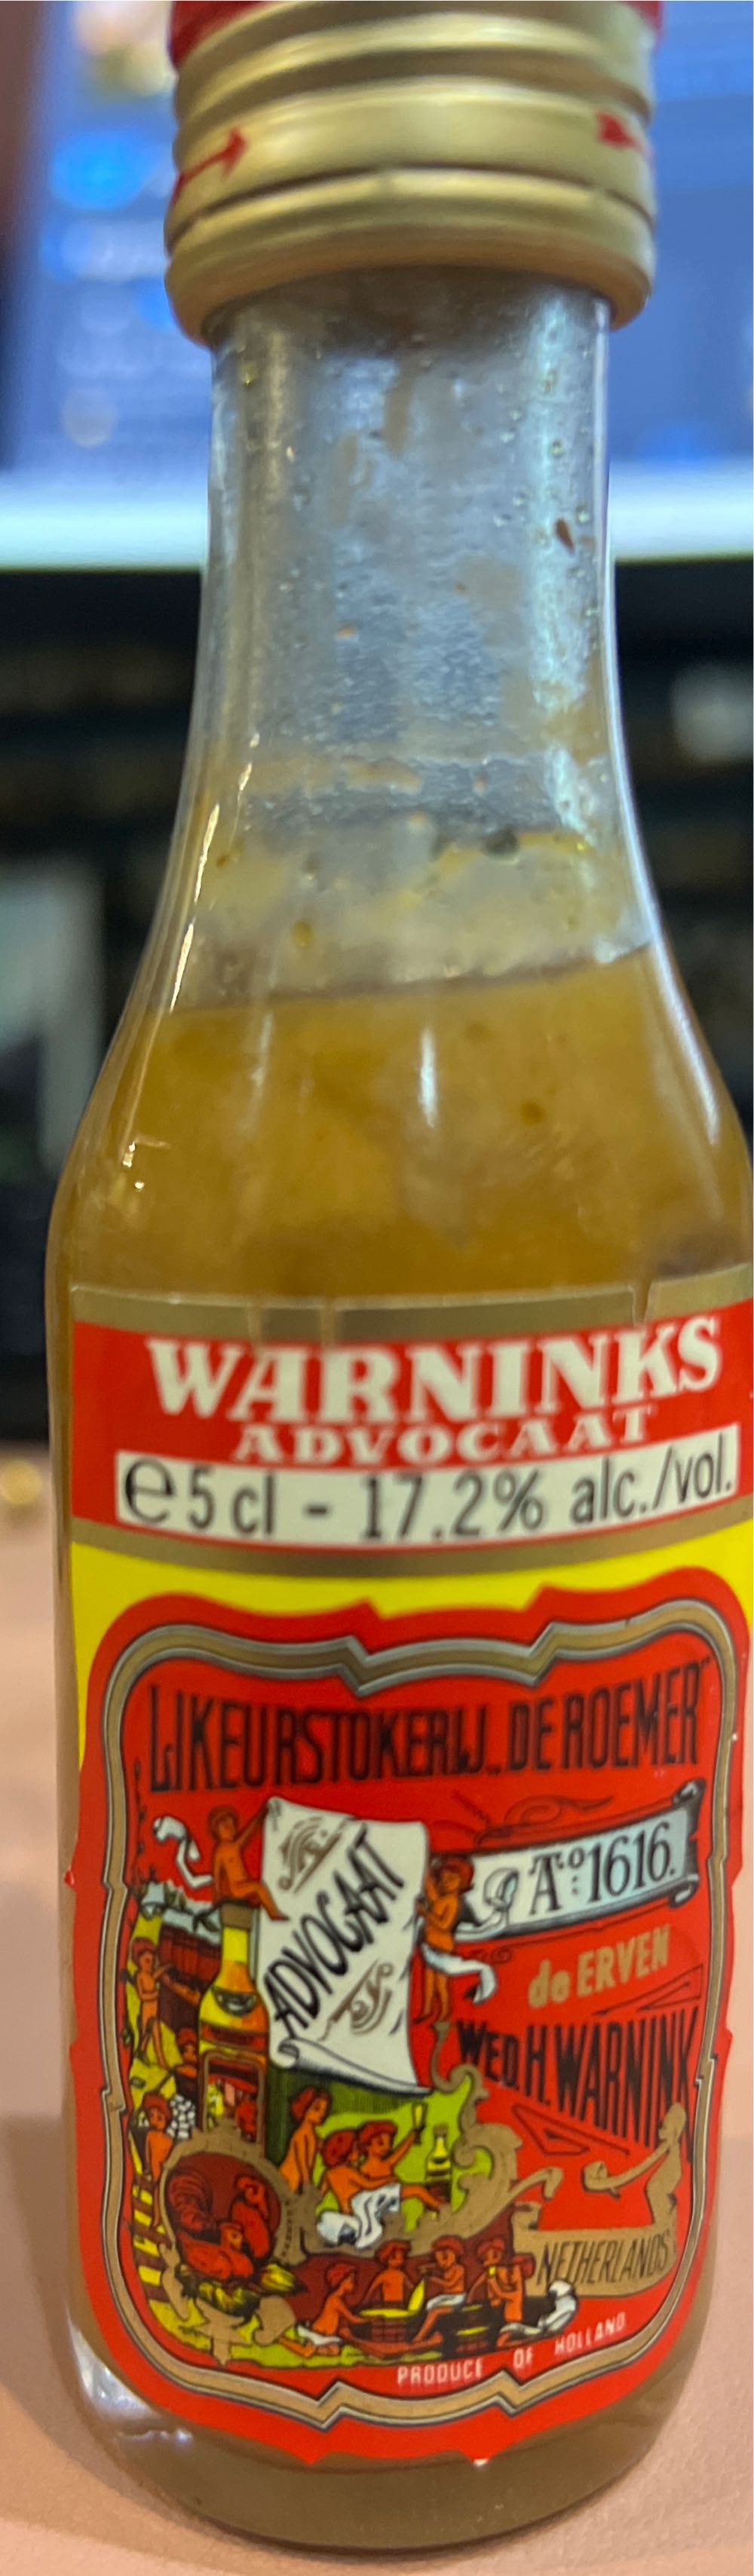 WARNINKS
ADVOCAAT
℮ 5 cl - 17.2% alc./vol.
LIKEURSTOKERIJ „DE ROEMER”
ADVOCAAT
A:º 1616.
de ERVEN
WED. H. WARNINK
NETHERLANDS
PRODUCE OF HOLLAND